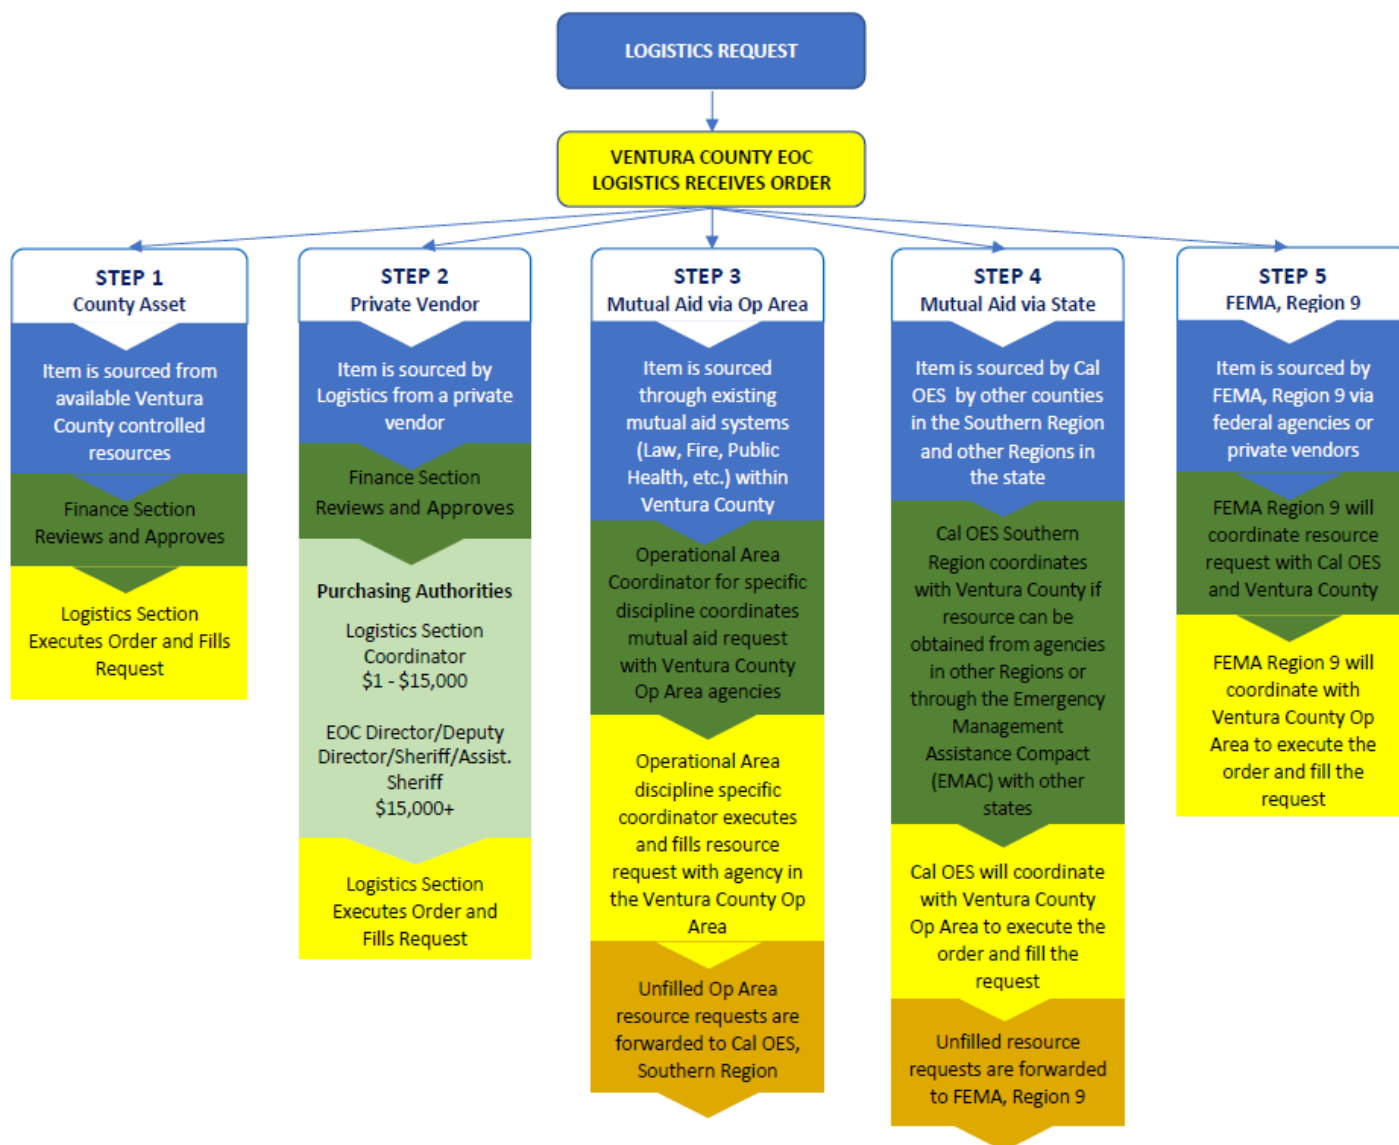 LOGISTICS REQUEST
VENTURA COUNTY EOC
LOGISTICS RECEIVES ORDER
STEP 1
County Asset
Item is sourced from
available Ventura
County controlled
resources
Finance Section
Reviews and Approves
Logistics Section
Executes Order and Fills
Request
STEP 2
Private Vendor
Item is sourced by
Logistics from a private
vendor
Finance Section
Reviews and Approves
Purchasing Authorities
Logistics Section
Coordinator
$1 - $15,000
EOC Director/Deputy
Director/Sheriff/Assist.
Sheriff
$15,000+
Logistics Section
Executes Order and
Fills Request
STEP 3
Mutual Aid via Op Area
Item is sourced
through existing
mutual aid systems
(Law, Fire, Public
Health, etc.) within
Ventura County
Operational Area
Coordinator for specific
discipline coordinates
mutual aid request
with Ventura County
Op Area agencies
Operational Area
discipline specific
coordinator executes
and fills resource
request with agency in
the Ventura County Op
Area
Unfilled Op Area
resource requests are
forwarded to Cal OES,
Southern Region
STEP 4
Mutual Aid via State
Item is sourced by Cal
OES by other counties
in the Southern Region
and other Regions in
the state
Cal OES Southern
Region coordinates
with Ventura County if
resource can be
obtained from agencies
in other Regions or
through the Emergency
Management
Assistance Compact
(EMAC) with other
states
Cal OES will coordinate
with Ventura County
Op Area to execute the
order and fill the
request
Unfilled resource
requests are forwarded
to FEMA, Region 9
STEP 5
FEMA, Region 9
Item is sourced by
FEMA, Region 9 via
federal agencies or
private vendors
FEMA Region 9 will
coordinate resource
request with Cal OES
and Ventura County
FEMA Region 9 will
coordinate with
Ventura County Op
Area to execute the
order and fill the
request